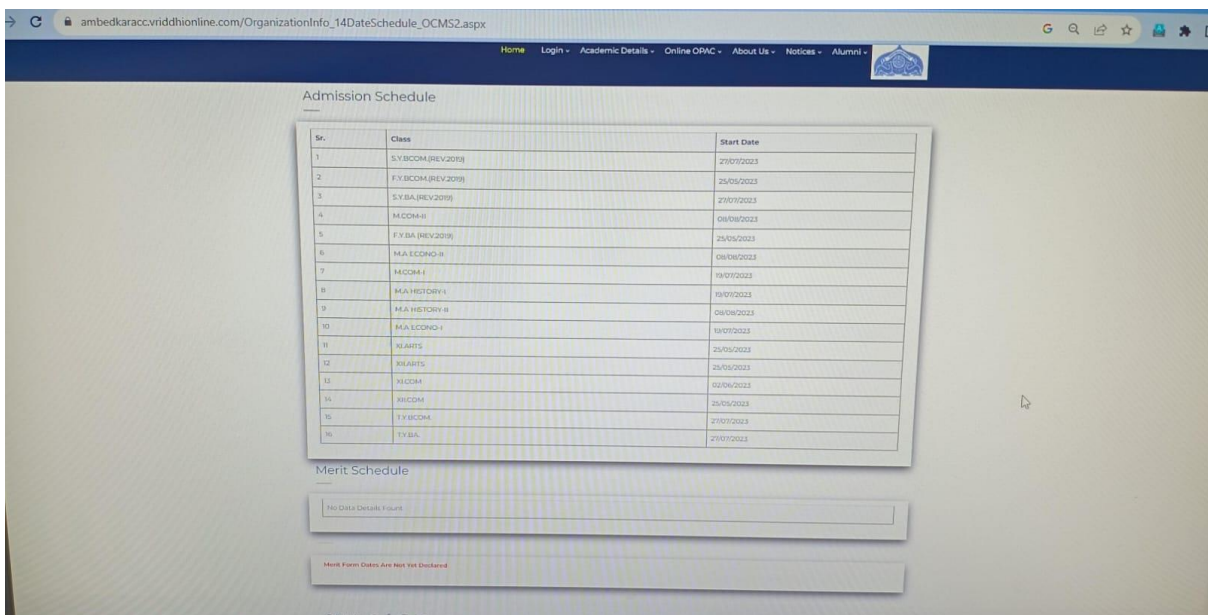 ambedkaracc.vriddhionline.com/OrganizationInfo_14DateSchedule_OCMS2.aspx
Home Login Academic Details Online OPAC About Us Notices Alumni
Admission Schedule
Sr. Class Start Date
1 S.Y.BCOM.(REV.2019) 27/07/2023
2 F.Y.BCOM.(REV.2019) 25/05/2023
3 S.Y.BA.(REV.2019) 27/07/2023
4 M.COM-II 08/08/2023
5 F.Y.BA.(REV.2019) 25/05/2023
6 M.A ECONO-II 08/08/2023
7 M.COM-I 19/07/2023
8 M.A HISTORY-I 19/07/2023
9 M.A HISTORY-II 08/08/2023
10 M.A ECONO-I 19/07/2023
11 XI.ARTS 25/05/2023
12 XII.ARTS 25/05/2023
13 XI.COM 02/06/2023
14 XII.COM 25/05/2023
15 T.Y.BCOM. 27/07/2023
16 T.Y.BA. 27/07/2023
Merit Schedule
No Data Details Found
Merit Form Dates Are Not Yet Declared